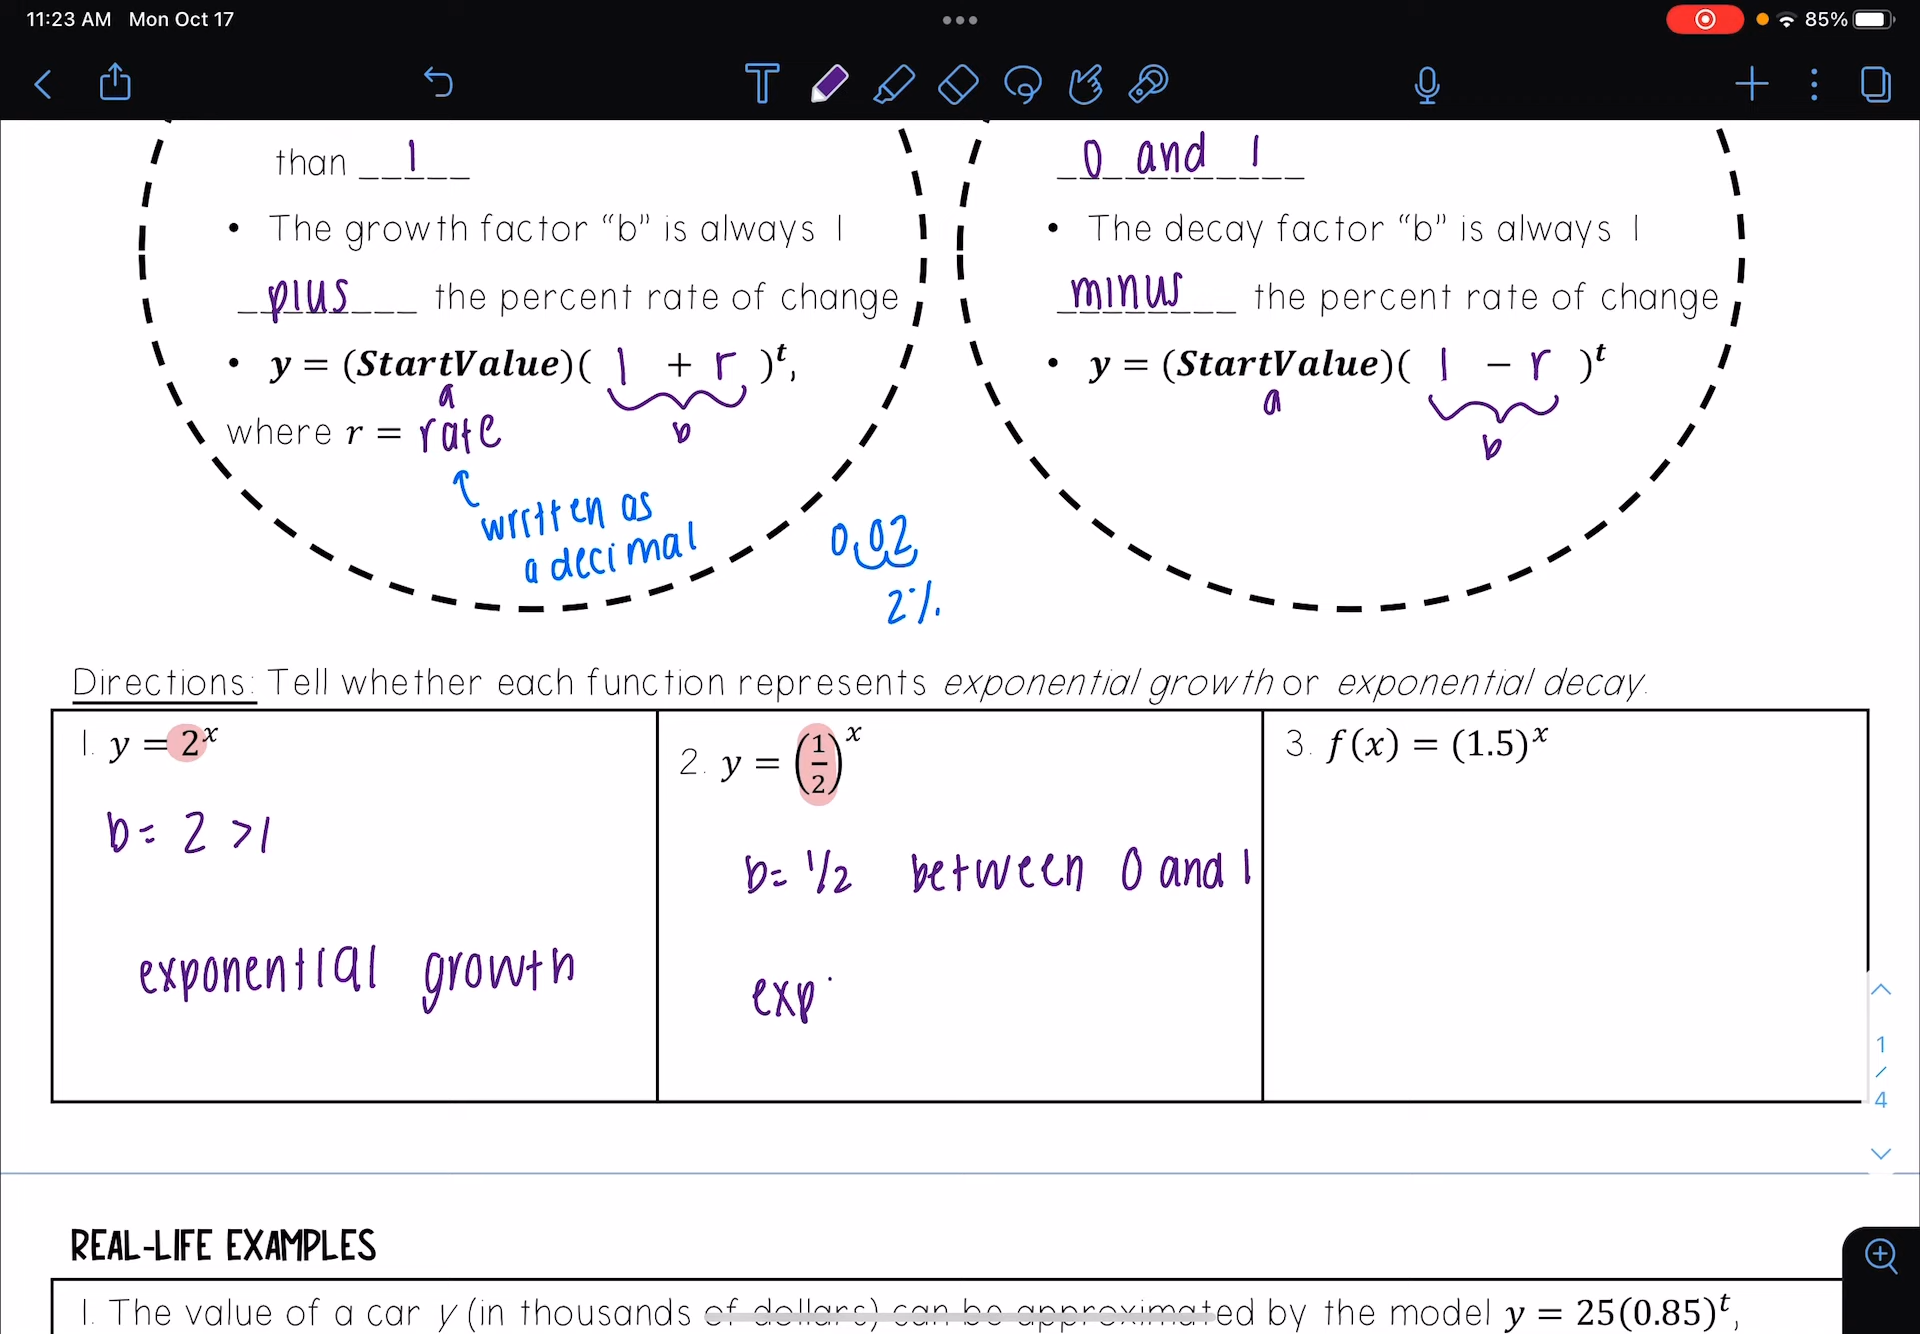 11:23 AM Mon Oct 17
85%
than 1
• The growth factor “b” is always 1
plus the percent rate of change
• y = (StartValue)( 1 + r )^t,
a
b
where r = rate
written as
a decimal
0 and 1
• The decay factor “b” is always 1
minus the percent rate of change
• y = (StartValue)( 1 − r )^t
a
b
0.02
2%
Directions: Tell whether each function represents exponential growth or exponential decay.
1. y = 2^x
b = 2 >1
exponential growth
2. y = (1/2)^x
b = 1/2 between 0 and 1
exp
3. f(x) = (1.5)^x
1
/
4
REAL-LIFE EXAMPLES
1. The value of a car y (in thousands of dollars) can be approximated by the model y = 25(0.85)^t,